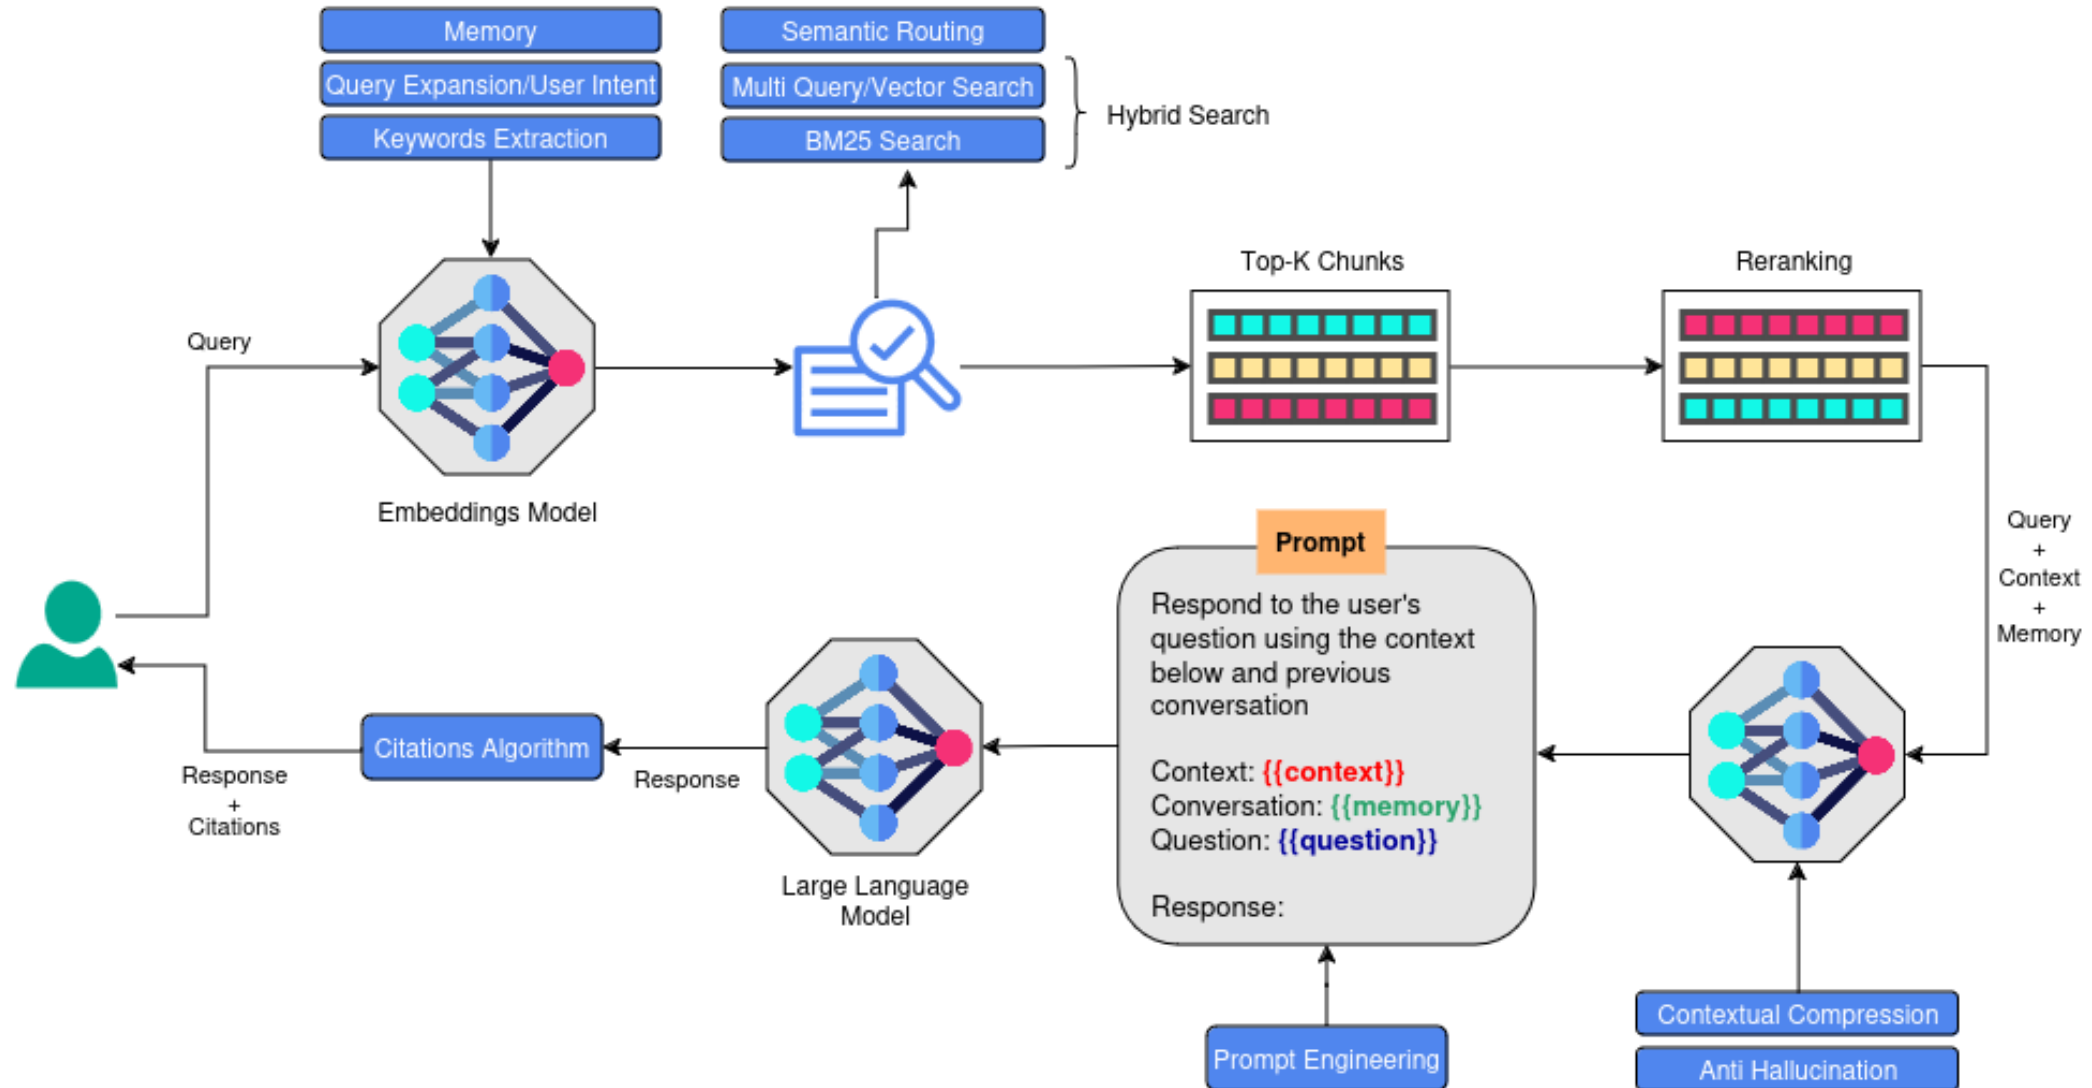 Memory
Query Expansion/User Intent
Keywords Extraction
Semantic Routing
Multi Query/Vector Search
BM25 Search
Hybrid Search
Query
Embeddings Model
Top-K Chunks
Reranking
Query
+
Context
+
Memory
Prompt
Respond to the user's
question using the context
below and previous
conversation
Context: {{context}}
Conversation: {{memory}}
Question: {{question}}
Response:
Prompt Engineering
Contextual Compression
Anti Hallucination
Large Language
Model
Response
Citations Algorithm
Response
+
Citations